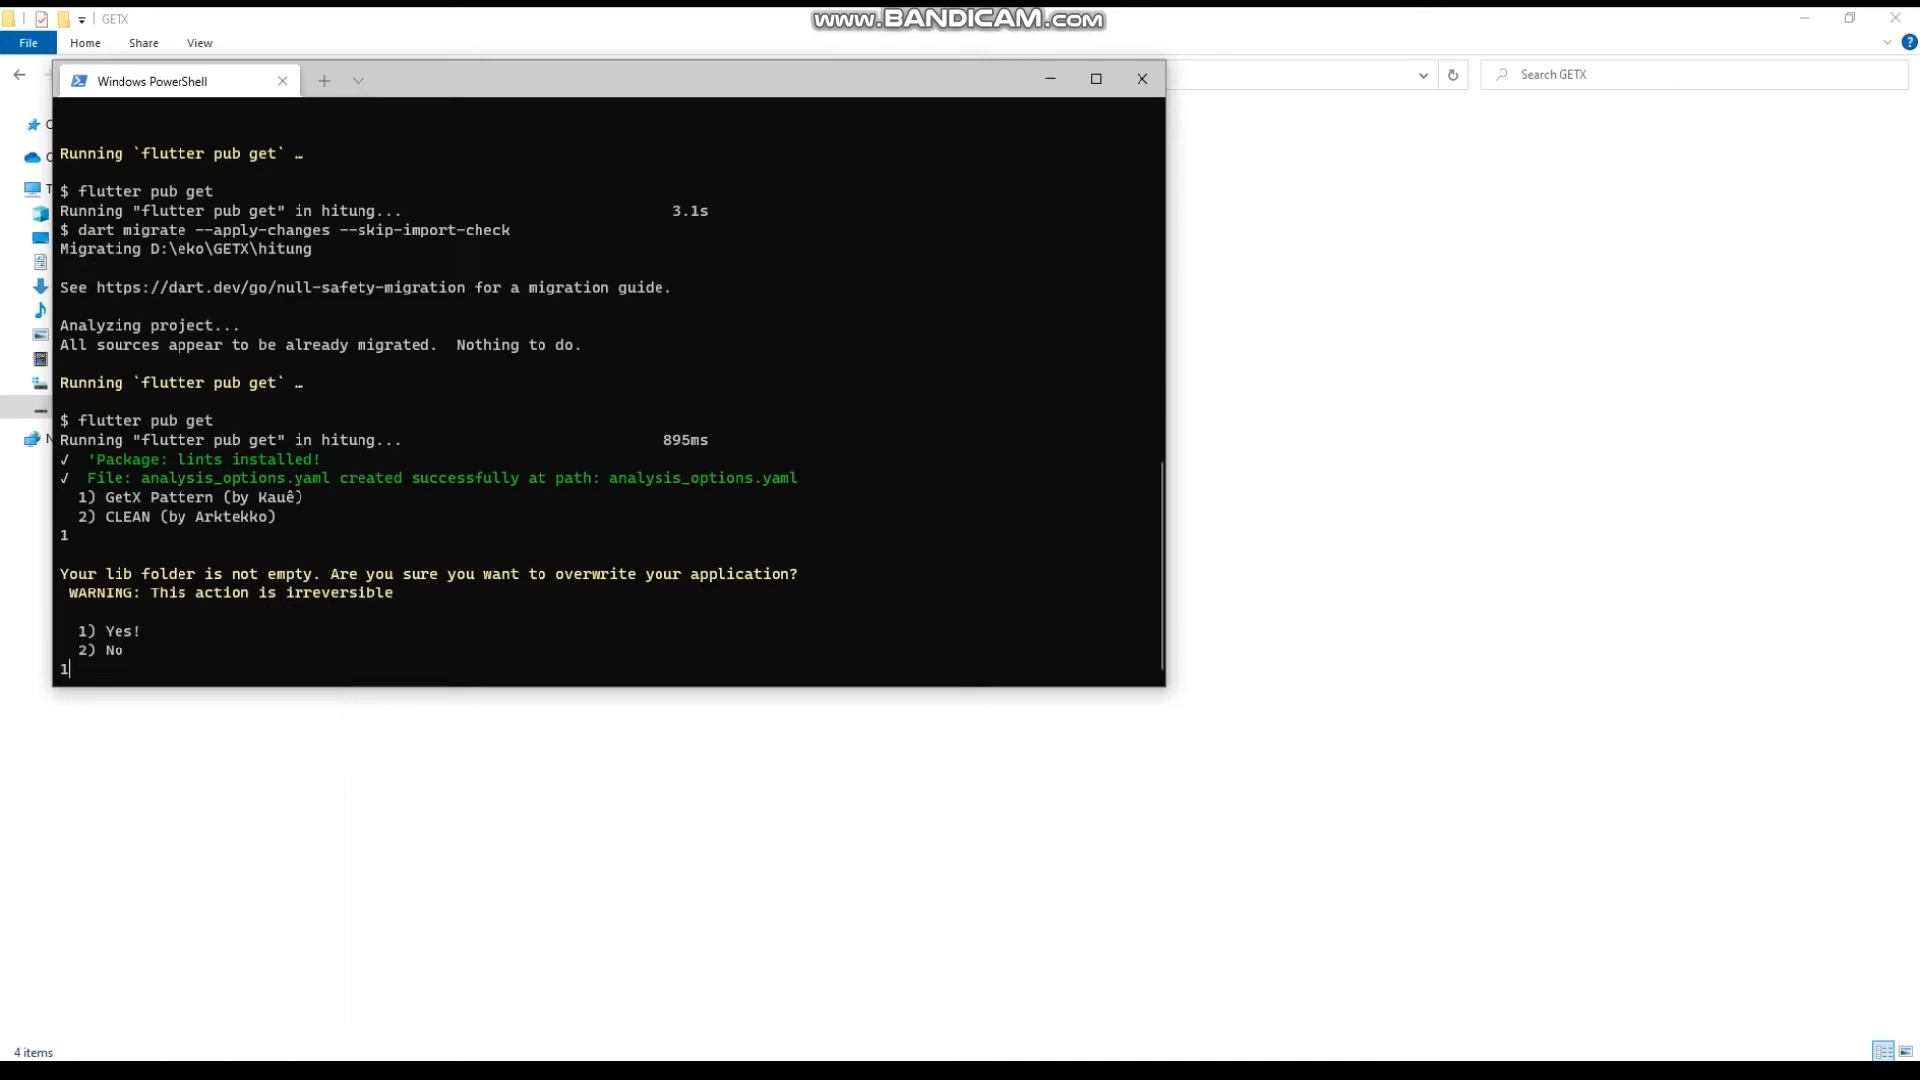 GETX
www.BANDICAM.com
File
Home
Share
View
Windows PowerShell
Search GETX
Running `flutter pub get` …
$ flutter pub get
Running "flutter pub get" in hitung... 3.1s
$ dart migrate --apply-changes --skip-import-check
Migrating D:\eko\GETX\hitung
See https://dart.dev/go/null-safety-migration for a migration guide.
Analyzing project...
All sources appear to be already migrated.  Nothing to do.
Running `flutter pub get` …
$ flutter pub get
Running "flutter pub get" in hitung... 895ms
✓  'Package: lints installed!
✓  File: analysis_options.yaml created successfully at path: analysis_options.yaml
1) GetX Pattern (by Kauê)
2) CLEAN (by Arktekko)
1
Your lib folder is not empty. Are you sure you want to overwrite your application?
WARNING: This action is irreversible
1) Yes!
2) No
1
4 items